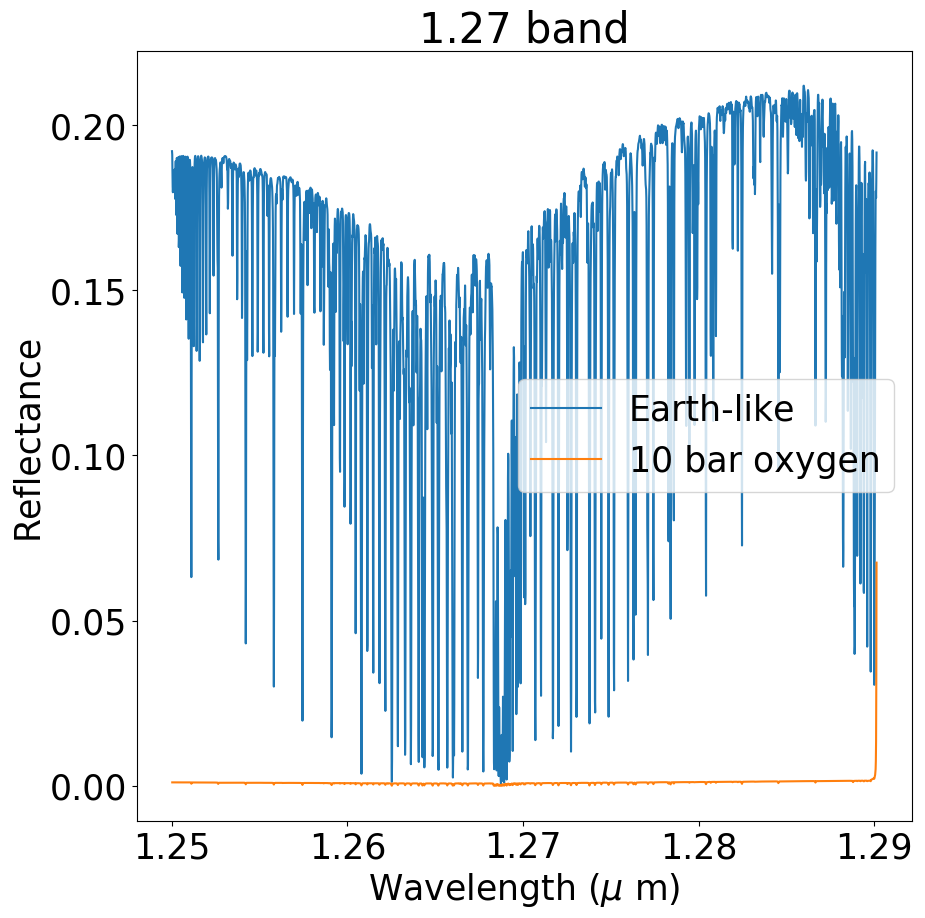 1.27 band
Reflectance
0.20
0.15
0.10
0.05
0.00
Earth-like
10 bar oxygen
1.25 1.26 1.27 1.28 1.29
Wavelength (μ m)